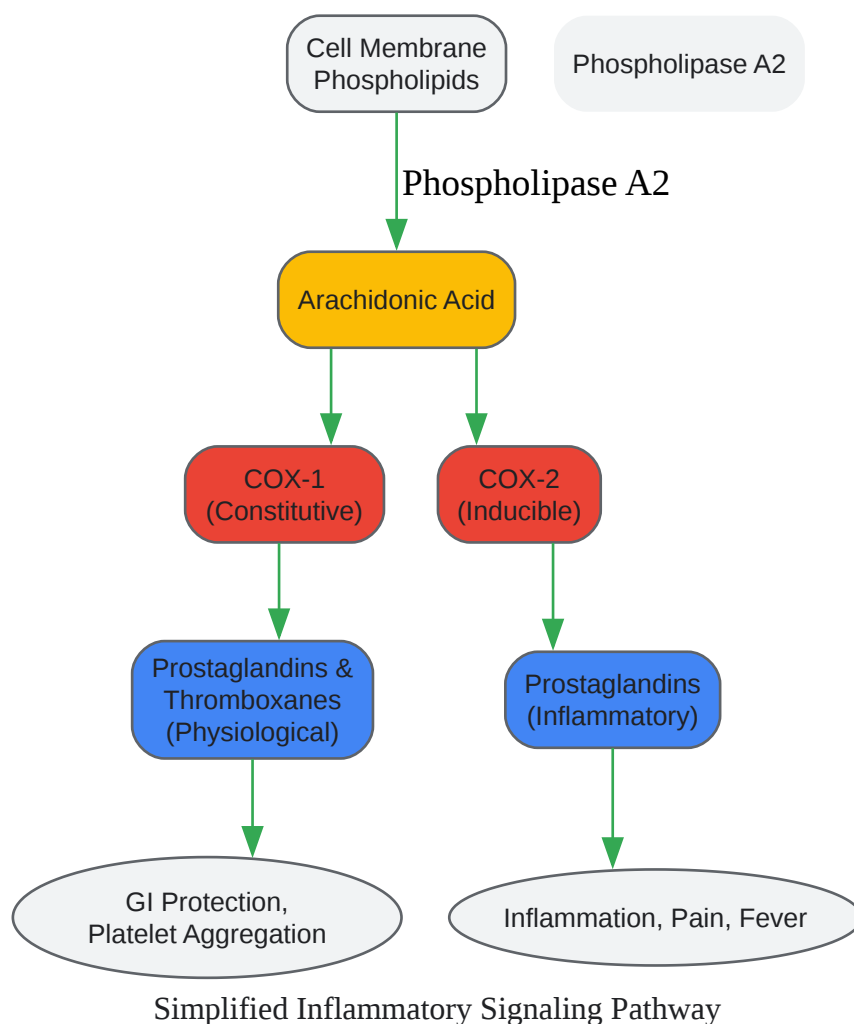 Cell Membrane
Phospholipids
Phospholipase A2
Phospholipase A2
Arachidonic Acid
COX-1
(Constitutive)
COX-2
(Inducible)
Prostaglandins &
Thromboxanes
(Physiological)
Prostaglandins
(Inflammatory)
GI Protection,
Platelet Aggregation
Inflammation, Pain, Fever
Simplified Inflammatory Signaling Pathway